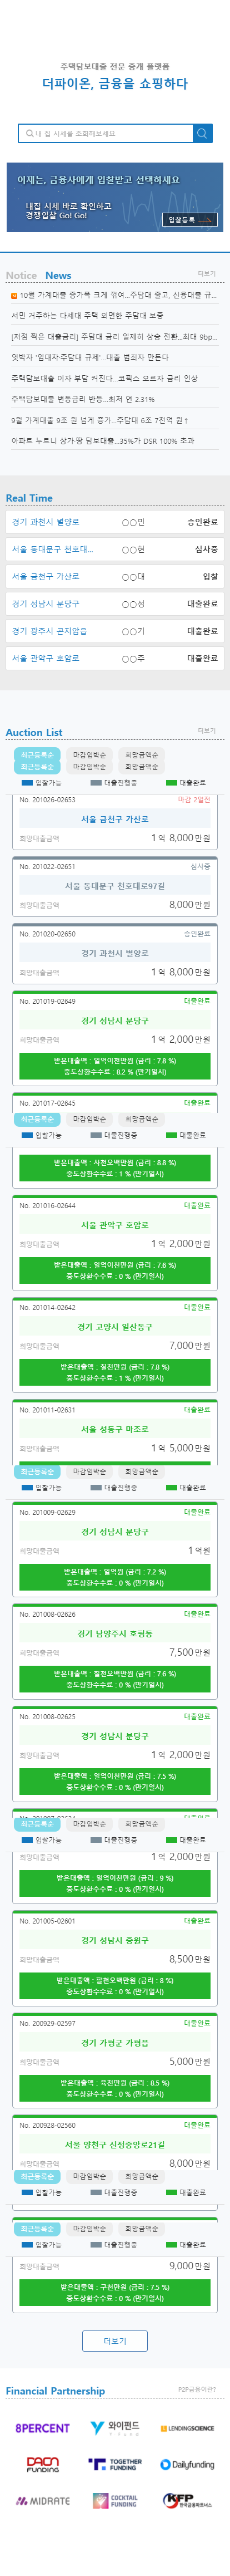 주택담보대출 전문 중개 플랫폼
더파이온, 금융을 쇼핑하다
내 집 시세를 조회해보세요
이제는, 금융사에게 입찰받고 선택하세요
내집 시세 바로 확인하고
경쟁입찰 Go! Go!
입찰등록
Notice News 더보기
10월 가계대출 증가폭 크게 꺾여...주담대 줄고, 신용대출 규...
서민 거주하는 다세대 주택 외면한 주담대 보증
[저점 찍은 대출금리] 주담대 금리 일제히 상승 전환...최대 9bp...
엇박자 '임대차·주담대 규제'...대출 범죄자 만든다
주택담보대출 이자 부담 커진다...코픽스 오르자 금리 인상
주택담보대출 변동금리 반등...최저 연 2.31%
9월 가계대출 9조 원 넘게 증가...주담대 6조 7천억 원↑
아파트 누르니 상가·땅 담보대출...35%가 DSR 100% 초과
Real Time
경기 과천시 별양로 ○○민 승인완료
서울 동대문구 천호대... ○○현 심사중
서울 금천구 가산로 ○○대 입찰
경기 성남시 분당구 ○○성 대출완료
경기 광주시 곤지암읍 ○○기 대출완료
서울 관악구 호암로 ○○주 대출완료
Auction List 더보기
최근등록순 마감임박순 희망금액순
최근등록순 마감임박순 희망금액순
입찰가능 대출진행중 대출완료
No. 201026-02653 마감 2일전
서울 금천구 가산로
희망대출금액 1억 8,000만원
No. 201022-02651 심사중
서울 동대문구 천호대로97길
희망대출금액 8,000만원
No. 201020-02650 승인완료
경기 과천시 별양로
희망대출금액 1억 8,000만원
No. 201019-02649 대출완료
경기 성남시 분당구
희망대출금액 1억 2,000만원
받은대출액 : 일억이천만원 (금리 : 7.8 %)
중도상환수수료 : 8.2 % (만기일시)
No. 201017-02645 대출완료
최근등록순 마감임박순 희망금액순
입찰가능 대출진행중 대출완료
받은대출액 : 사천오백만원 (금리 : 8.8 %)
중도상환수수료 : 1 % (만기일시)
No. 201016-02644 대출완료
서울 관악구 호암로
희망대출금액 1억 2,000만원
받은대출액 : 일억이천만원 (금리 : 7.6 %)
중도상환수수료 : 0 % (만기일시)
No. 201014-02642 대출완료
경기 고양시 일산동구
희망대출금액 7,000만원
받은대출액 : 칠천만원 (금리 : 7.8 %)
중도상환수수료 : 1 % (만기일시)
No. 201011-02631 대출완료
서울 성동구 마조로
희망대출금액 1억 5,000만원
최근등록순 마감임박순 희망금액순
입찰가능 대출진행중 대출완료
No. 201009-02629 대출완료
경기 성남시 분당구
희망대출금액 1억원
받은대출액 : 일억원 (금리 : 7.2 %)
중도상환수수료 : 0 % (만기일시)
No. 201008-02626 대출완료
경기 남양주시 호평동
희망대출금액 7,500만원
받은대출액 : 칠천오백만원 (금리 : 7.6 %)
중도상환수수료 : 0 % (만기일시)
No. 201008-02625 대출완료
경기 성남시 분당구
희망대출금액 1억 2,000만원
받은대출액 : 일억이천만원 (금리 : 7.5 %)
중도상환수수료 : 0 % (만기일시)
최근등록순 마감임박순 희망금액순
입찰가능 대출진행중 대출완료
희망대출금액 1억 2,000만원
받은대출액 : 일억이천만원 (금리 : 9 %)
중도상환수수료 : 0 % (만기일시)
No. 201005-02601 대출완료
경기 성남시 중원구
희망대출금액 8,500만원
받은대출액 : 팔천오백만원 (금리 : 8 %)
중도상환수수료 : 0 % (만기일시)
No. 200929-02597 대출완료
경기 가평군 가평읍
희망대출금액 5,000만원
받은대출액 : 육천만원 (금리 : 8.5 %)
중도상환수수료 : 0 % (만기일시)
No. 200928-02560 대출완료
서울 양천구 신정중앙로21길
희망대출금액 8,000만원
최근등록순 마감임박순 희망금액순
입찰가능 대출진행중 대출완료
최근등록순 마감임박순 희망금액순
입찰가능 대출진행중 대출완료
희망대출금액 9,000만원
받은대출액 : 구천만원 (금리 : 7.5 %)
중도상환수수료 : 0 % (만기일시)
더보기
Financial Partnership P2P금융이란?
8PERCENT 와이펀드 LENDINGSCIENCE
DAON FUNDING TOGETHER FUNDING Dailyfunding
MIDRATE COCKTAIL FUNDING KFP 한국금융파트너스